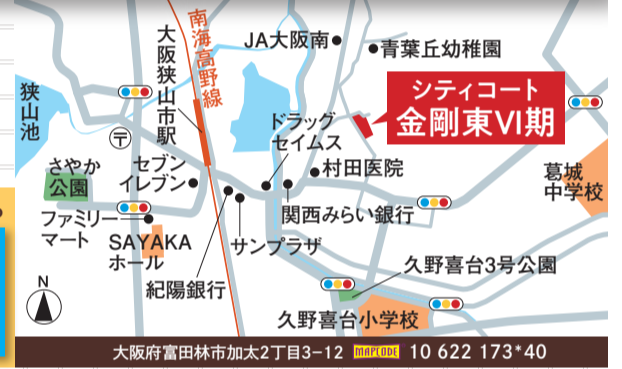 南海高野線
大阪狭山市駅
JA大阪南
青葉丘幼稚園
シティコート
金剛東Ⅵ期
狭山池
〒
ドラッグ
セイムス
さやか
公園
セブン
イレブン
村田医院
葛城
中学校
ファミリー
マート
関西みらい銀行
SAYAKA
ホール
サンプラザ
紀陽銀行
久野喜台3号公園
N
久野喜台小学校
大阪府富田林市加太2丁目3−12 MAPCODE 10 622 173*40